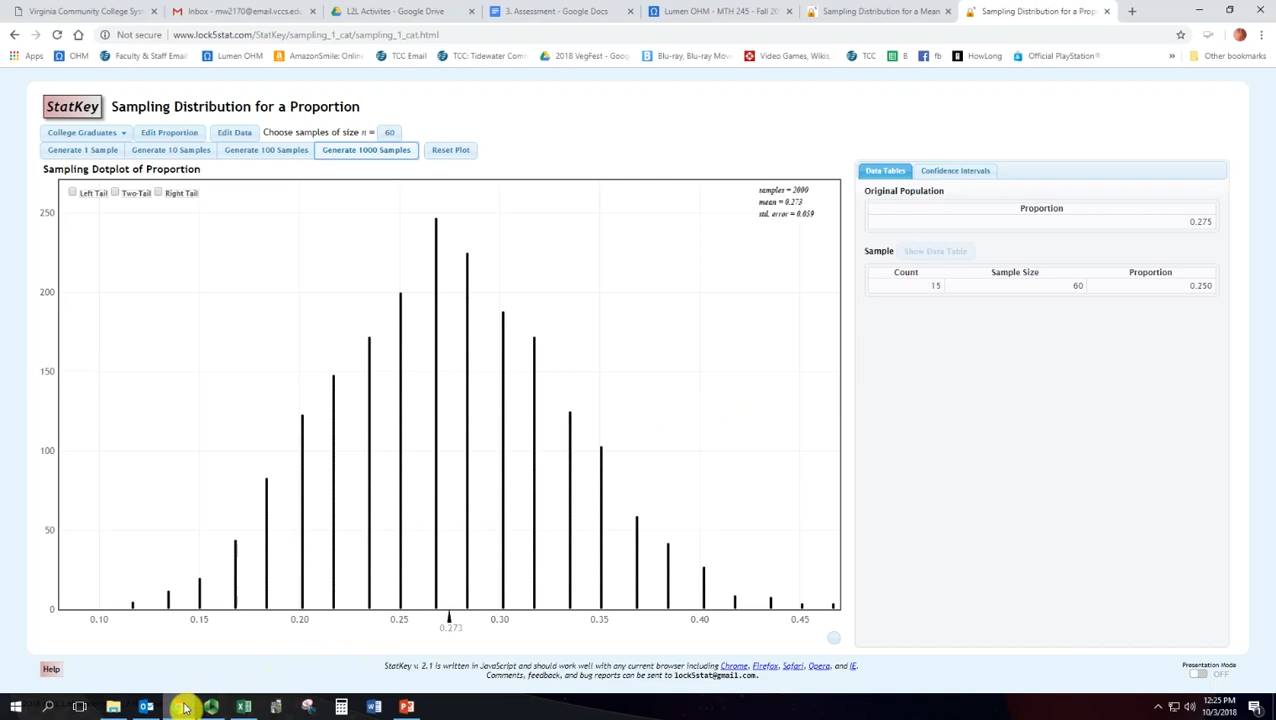 Virginia Community College Syst
Inbox - mw2170@email.vccs.edu
L2L Activites - Google Drive
3. Assessment - Google Docs
Lumen OHM - MTH 245 - Fall 20
Sampling Distribution for a Mean
Sampling Distribution for a Prop
Not secure www.lock5stat.com/StatKey/sampling_1_cat/sampling_1_cat.html
Apps OHM Faculty & Staff Email Lumen OHM AmazonSmile: Onlin TCC Email TCC: Tidewater Com 2018 VegFest - Goog Blu-ray, Blu-ray Mov Video Games, Wikis, TCC B fb HowLong Official PlayStation® » Other bookmarks
StatKey Sampling Distribution for a Proportion
College Graduates Edit Proportion Edit Data Choose samples of size n = 60
Generate 1 Sample Generate 10 Samples Generate 100 Samples Generate 1000 Samples Reset Plot
Sampling Dotplot of Proportion
Left Tail Two-Tail Right Tail
samples = 2000
mean = 0.273
std. error = 0.059
250
200
150
100
50
0
0.10 0.15 0.20 0.25 0.30 0.35 0.40 0.45
0.273
Data Tables Confidence Intervals
Original Population
Proportion
0.275
Sample Show Data Table
Count Sample Size Proportion
15 60 0.250
Help
StatKey v. 2.1 is written in JavaScript and should work well with any current browser including Chrome, Firefox, Safari, Opera, and IE.
Comments, feedback, and bug reports can be sent to lock5stat@gmail.com.
Presentation Mode
OFF
12:25 PM
10/3/2018